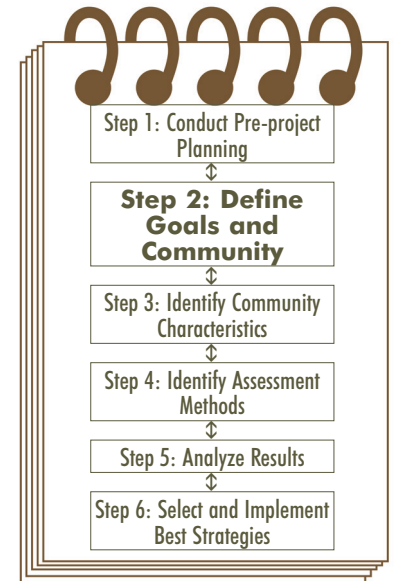 Step 1: Conduct Pre-project
Planning
Step 2: Define
Goals and
Community
Step 3: Identify Community
Characteristics
Step 4: Identify Assessment
Methods
Step 5: Analyze Results
Step 6: Select and Implement
Best Strategies